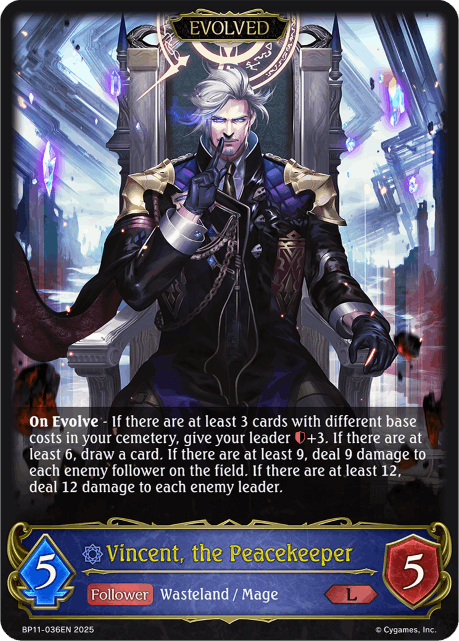 EVOLVED
On Evolve - If there are at least 3 cards with different base
costs in your cemetery, give your leader +3. If there are at
least 6, draw a card. If there are at least 9, deal 9 damage to
each enemy follower on the field. If there are at least 12,
deal 12 damage to each enemy leader.
Vincent, the Peacekeeper
5
Follower Wasteland / Mage L
5
BP11-036EN 2025 © Cygames, Inc.